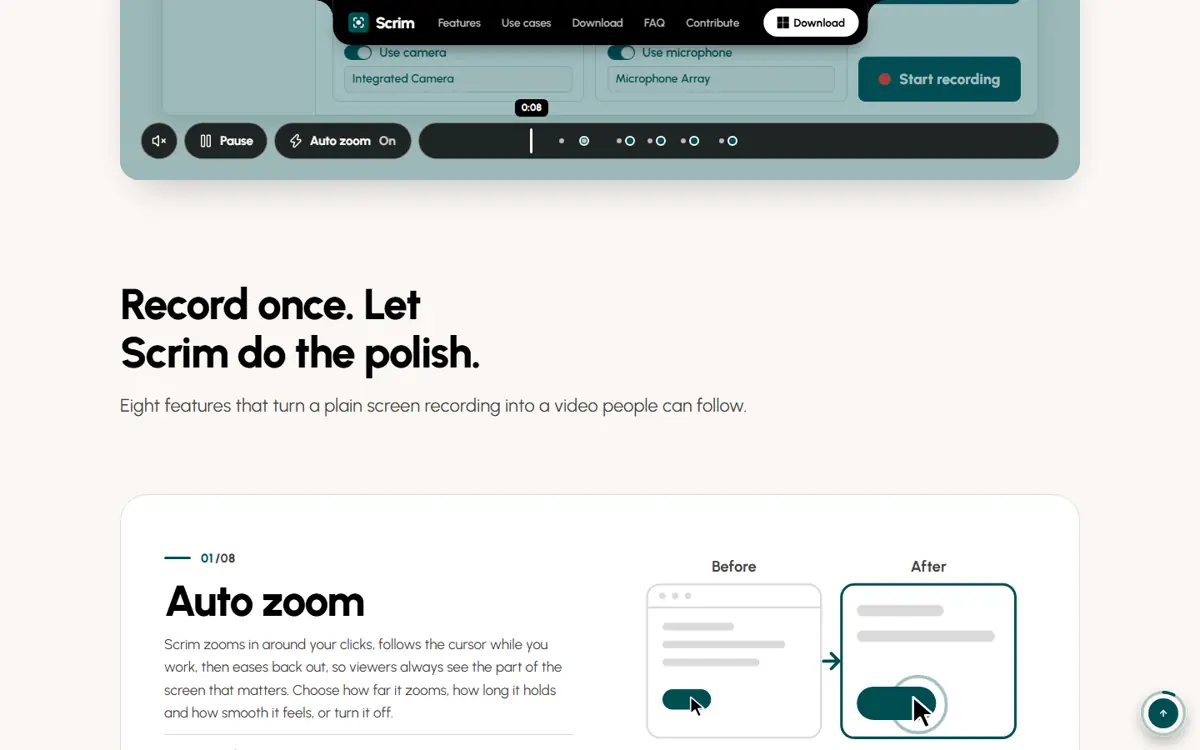 Scrim Features Use cases Download FAQ Contribute Download
Use camera Use microphone
Integrated Camera Microphone Array Start recording
0:08
Pause Auto zoom On
Record once. Let
Scrim do the polish.
Eight features that turn a plain screen recording into a video people can follow.
01/08
Auto zoom
Scrim zooms in around your clicks, follows the cursor while you
work, then eases back out, so viewers always see the part of the
screen that matters. Choose how far it zooms, how long it holds
and how smooth it feels, or turn it off.
Before After